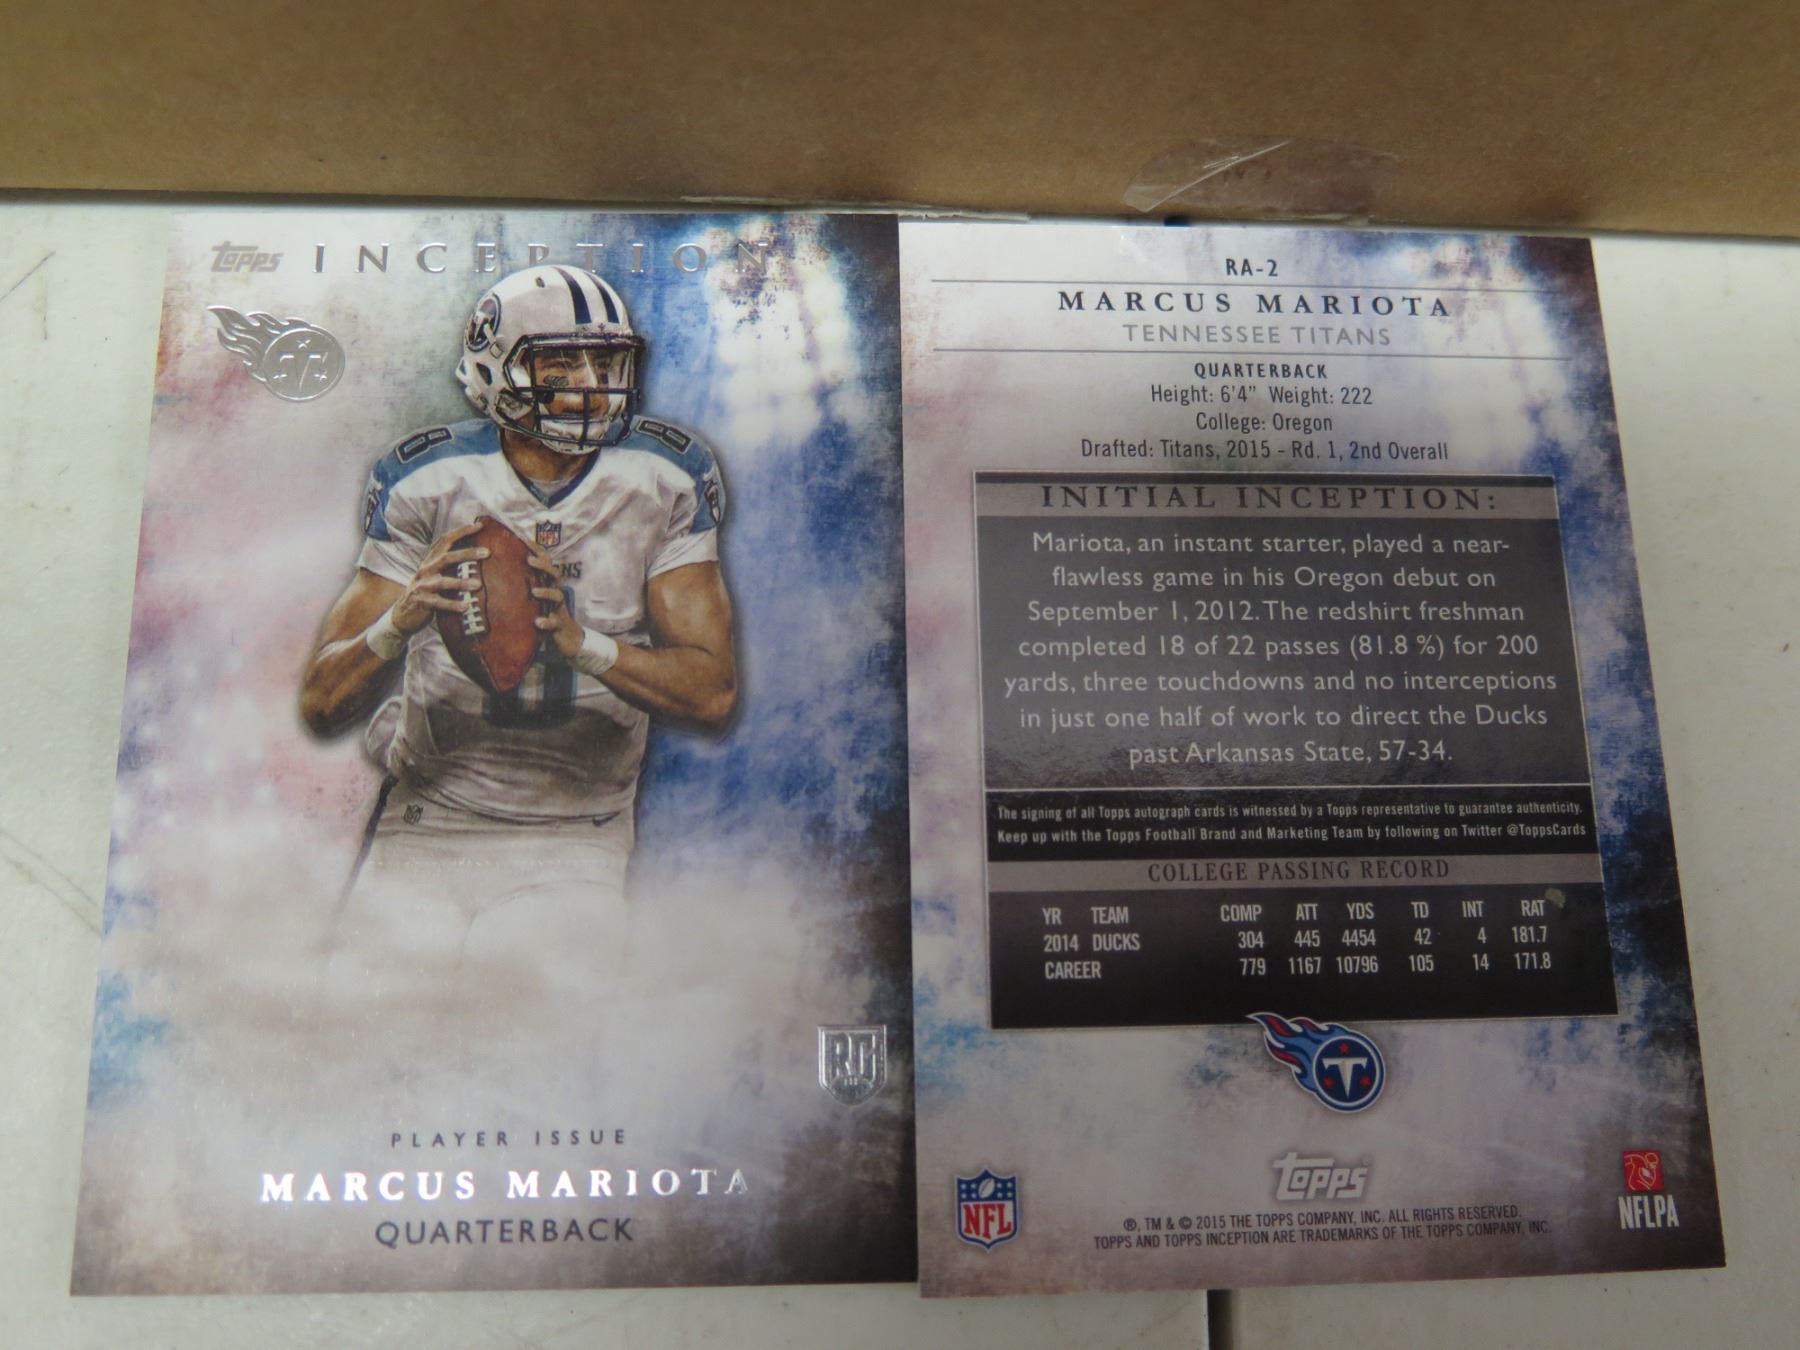 Topps INCEPTION
T
8 8
NFL
PLAYER ISSUE
MARCUS MARIOTA
QUARTERBACK
RC
RA-2
MARCUS MARIOTA
TENNESSEE TITANS
QUARTERBACK
Height: 6'4" Weight: 222
College: Oregon
Drafted: Titans, 2015 - Rd. 1, 2nd Overall
INITIAL INCEPTION:
Mariota, an instant starter, played a near-
flawless game in his Oregon debut on
September 1, 2012. The redshirt freshman
completed 18 of 22 passes (81.8 %) for 200
yards, three touchdowns and no interceptions
in just one half of work to direct the Ducks
past Arkansas State, 57-34.
The signing of all Topps autograph cards is witnessed by a Topps representative to guarantee authenticity.
Keep up with the Topps Football Brand and Marketing Team by following on Twitter @ToppsCards
COLLEGE PASSING RECORD
YR TEAM COMP ATT YDS TD INT RAT
2014 DUCKS 304 445 4454 42 4 181.7
CAREER 779 1167 10796 105 14 171.8
T
Topps
NFL
NFLPA
®, TM & © 2015 THE TOPPS COMPANY, INC. ALL RIGHTS RESERVED.
TOPPS AND TOPPS INCEPTION ARE TRADEMARKS OF THE TOPPS COMPANY, INC.